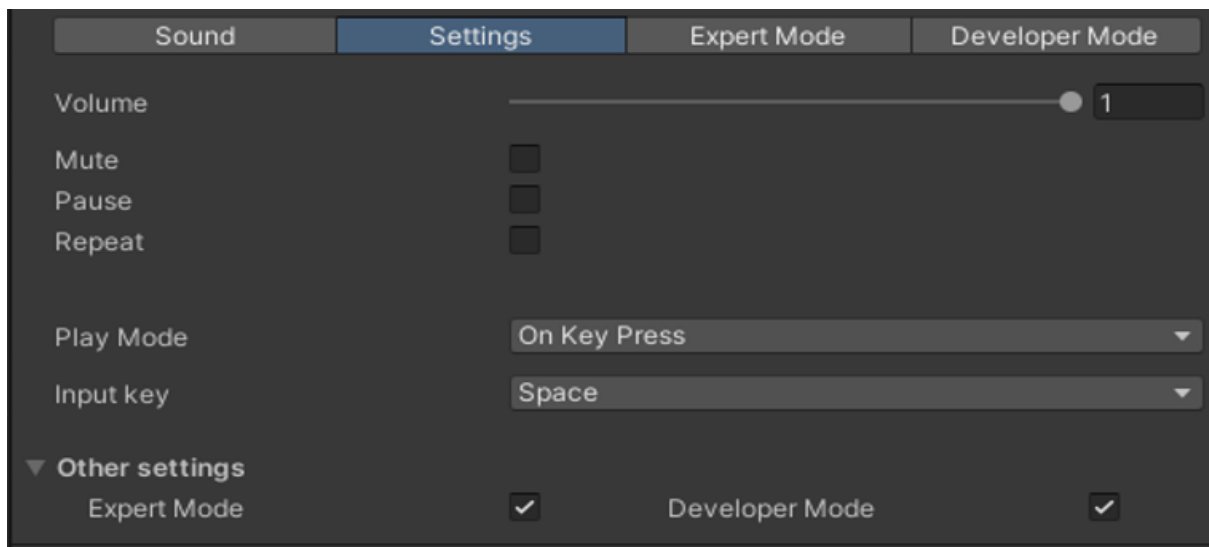 Sound Settings Expert Mode Developer Mode
Volume 1
Mute
Pause
Repeat
Play Mode On Key Press
Input key Space
Other settings
Expert Mode Developer Mode